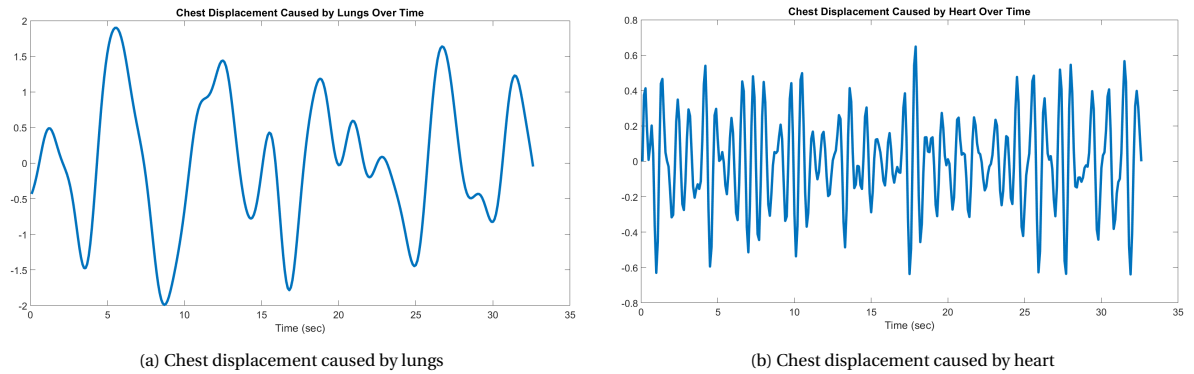 Chest Displacement Caused by Lungs Over Time
2
1.5
1
0.5
0
-0.5
-1
-1.5
-2
0 5 10 15 20 25 30 35
Time (sec)
(a) Chest displacement caused by lungs
Chest Displacement Caused by Heart Over Time
0.8
0.6
0.4
0.2
0
-0.2
-0.4
-0.6
-0.8
0 5 10 15 20 25 30 35
Time (sec)
(b) Chest displacement caused by heart